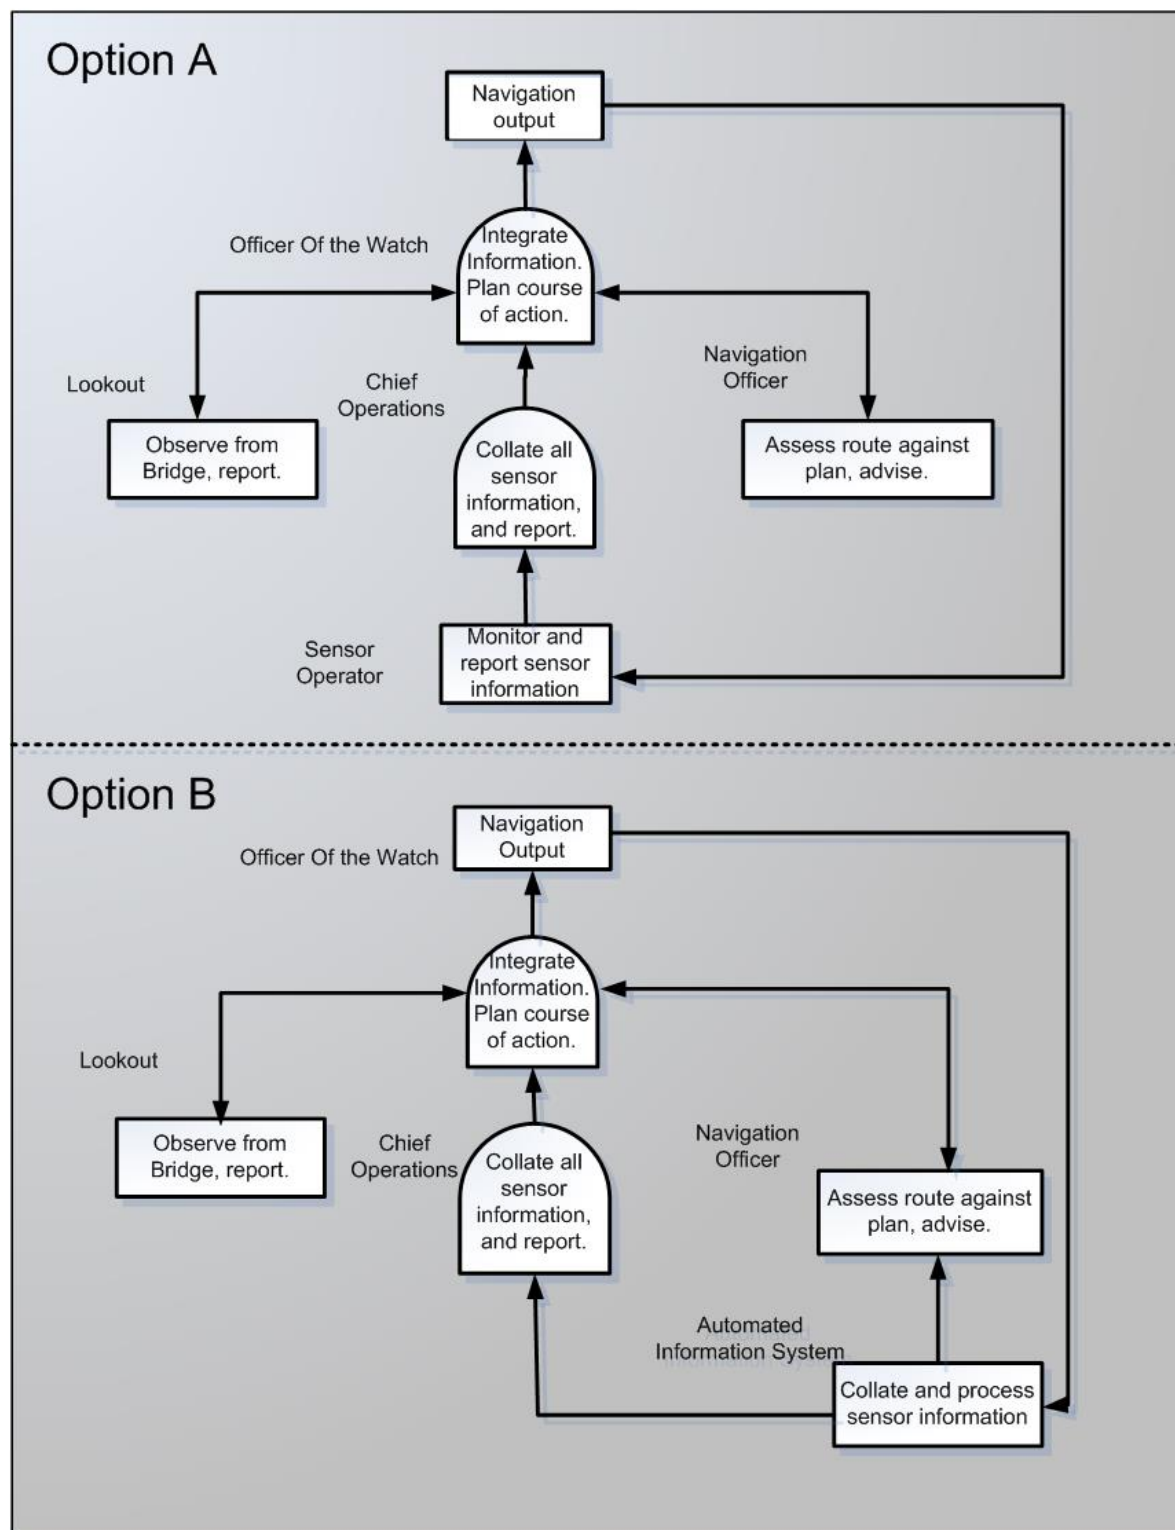 Option A
Navigation
output
Officer Of the Watch
Integrate
Information.
Plan course
of action.
Lookout
Chief
Operations
Navigation
Officer
Observe from
Bridge, report.
Collate all
sensor
information,
and report.
Assess route against
plan, advise.
Sensor
Operator
Monitor and
report sensor
information
Option B
Navigation
Output
Officer Of the Watch
Integrate
Information.
Plan course
of action.
Lookout
Observe from
Bridge, report.
Chief
Operations
Collate all
sensor
information,
and report.
Navigation
Officer
Assess route against
plan, advise.
Automated
Information System
Collate and process
sensor information